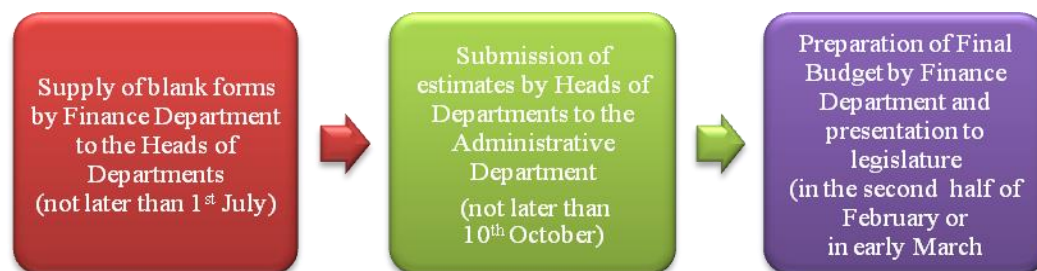 Supply of blank forms
by Finance Department
to the Heads of
Departments
(not later than 1st July)
Submission of
estimates by Heads of
Departments to the
Administrative
Department
(not later than
10th October)
Preparation of Final
Budget by Finance
Department and
presentation to
legislature
(in the second half of
February or
in early March